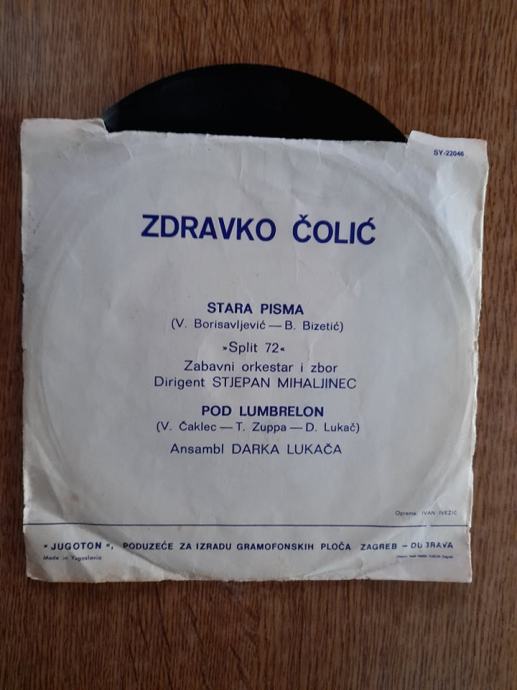 SY-22046
ZDRAVKO ČOLIĆ
STARA PISMA
(V. Borisavljević — B. Bizetić)
»Split 72«
Zabavni orkestar i zbor
Dirigent STJEPAN MIHALJINEC
POD LUMBRELON
(V. Čaklec — T. Zuppa — D. Lukač)
Ansambl DARKA LUKAČA
Oprema: IVAN IVEZIĆ
»JUGOTON«, PODUZEĆE ZA IZRADU GRAMOFONSKIH PLOČA ZAGREB — DUBRAVA
Made in Yugoslavia